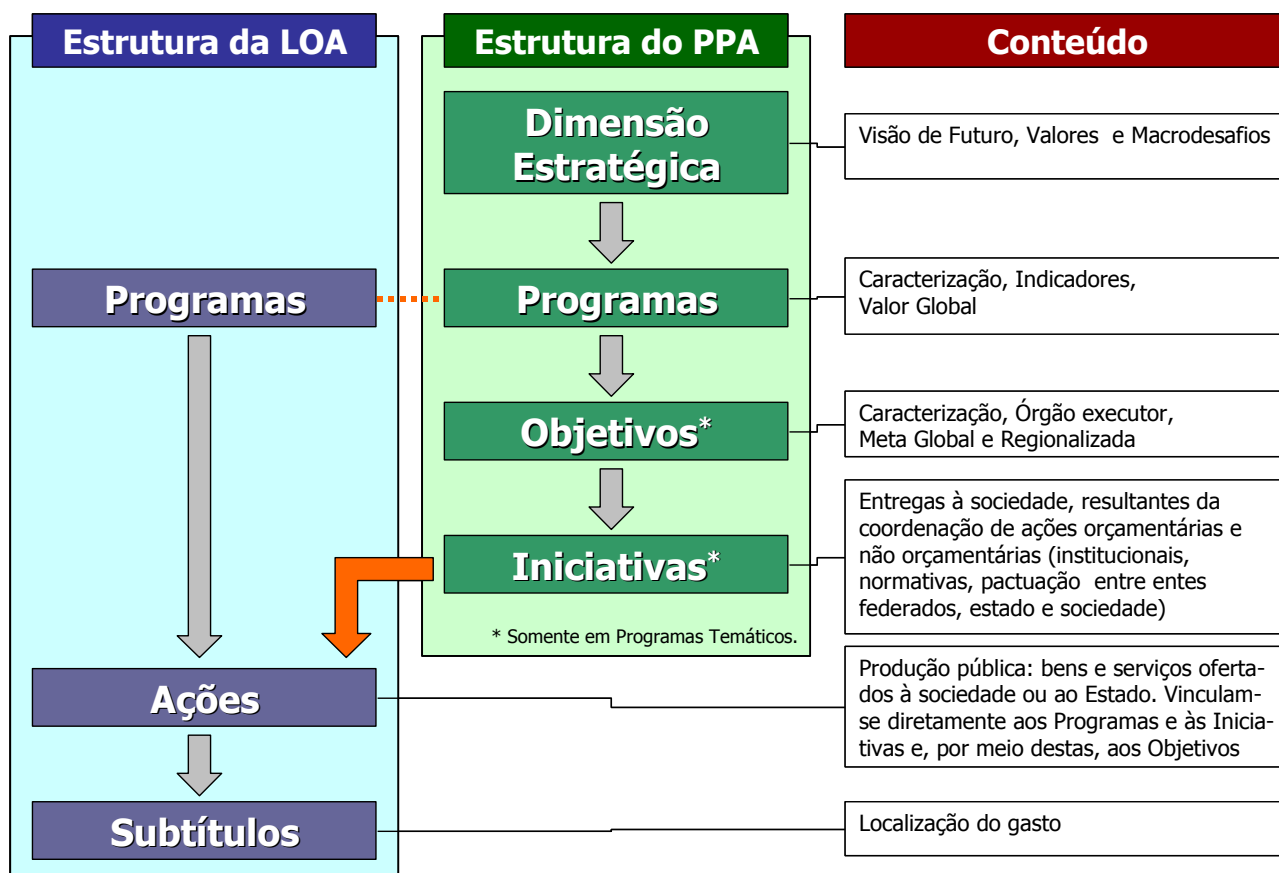 Estrutura da LOA
Estrutura do PPA
Conteúdo
Dimensão
Estratégica
Visão de Futuro, Valores e Macrodesafios
Programas
Programas
Caracterização, Indicadores,
Valor Global
Objetivos*
Caracterização, Órgão executor,
Meta Global e Regionalizada
Iniciativas*
Entregas à sociedade, resultantes da
coordenação de ações orçamentárias e
não orçamentárias (institucionais,
normativas, pactuação entre entes
federados, estado e sociedade)
* Somente em Programas Temáticos.
Ações
Produção pública: bens e serviços oferta-
dos à sociedade ou ao Estado. Vinculam-
se diretamente aos Programas e às Inicia-
tivas e, por meio destas, aos Objetivos
Subtítulos
Localização do gasto